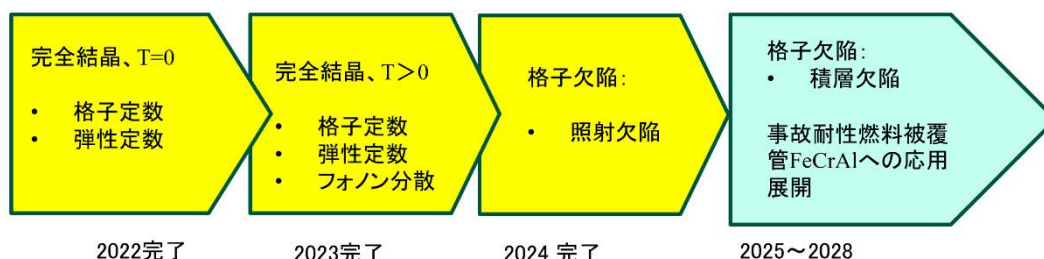 完全結晶、T=0
• 格子定数
• 弾性定数
完全結晶、T>0
• 格子定数
• 弾性定数
• フォノン分散
格子欠陥:
• 照射欠陥
格子欠陥:
• 積層欠陥
事故耐性燃料被覆
管FeCrAlへの応用
展開
2022完了
2023完了
2024 完了
2025～2028